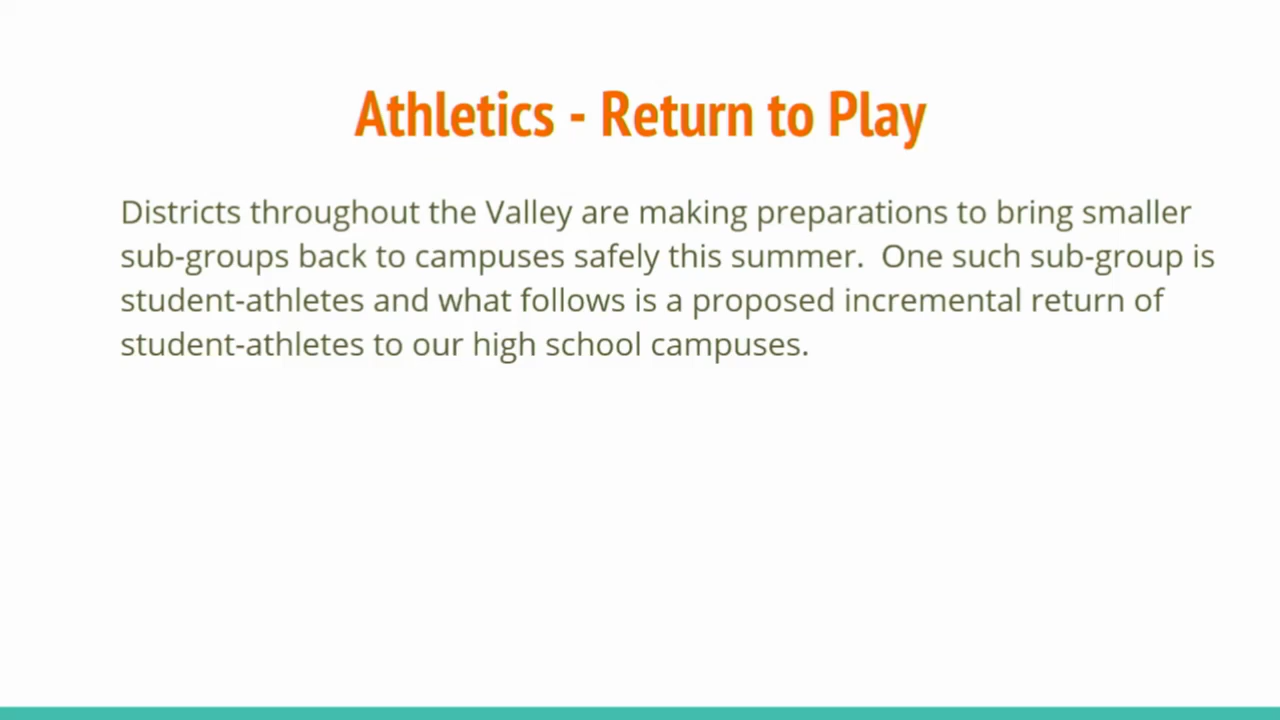 Athletics - Return to Play
Districts throughout the Valley are making preparations to bring smaller
sub-groups back to campuses safely this summer.  One such sub-group is
student-athletes and what follows is a proposed incremental return of
student-athletes to our high school campuses.